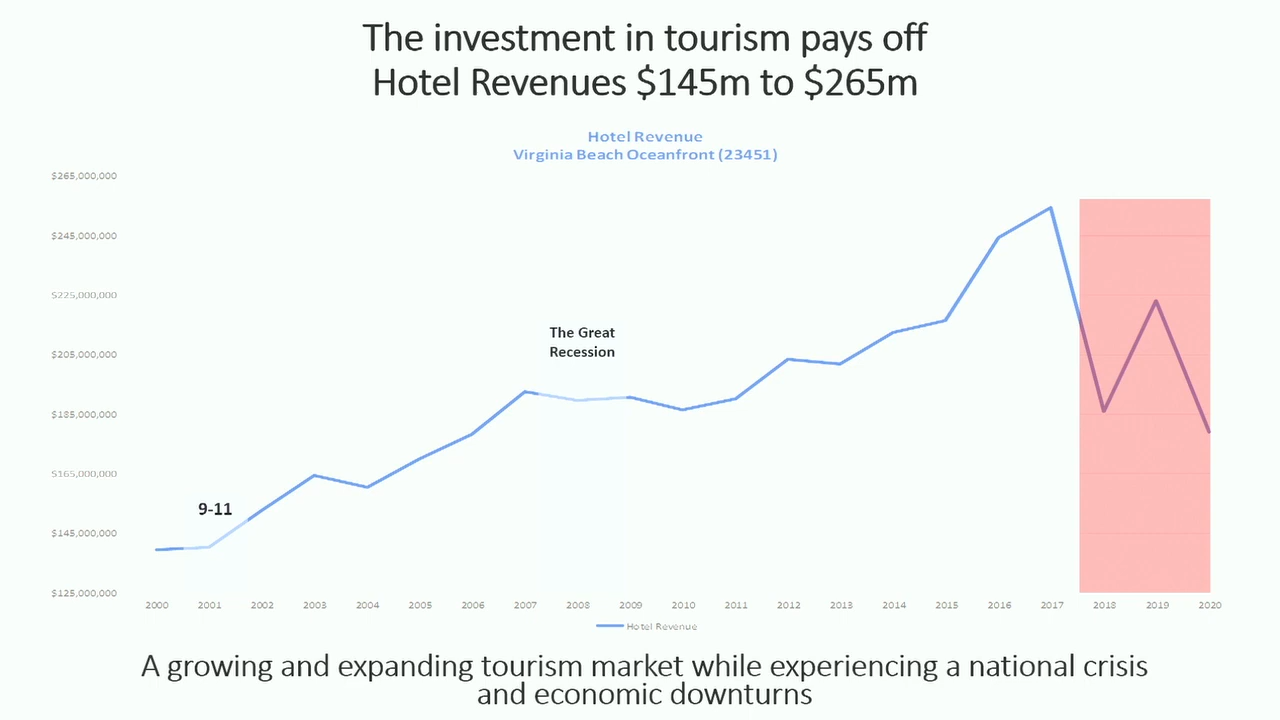 The investment in tourism pays off
Hotel Revenues $145m to $265m
Hotel Revenue
Virginia Beach Oceanfront (23451)
$265,000,000
$245,000,000
$225,000,000
The Great
Recession
$205,000,000
$185,000,000
$165,000,000
9-11
$145,000,000
$125,000,000
2000 2001 2002 2003 2004 2005 2006 2007 2008 2009 2010 2011 2012 2013 2014 2015 2016 2017 2018 2019 2020
Hotel Revenue
A growing and expanding tourism market while experiencing a national crisis
and economic downturns